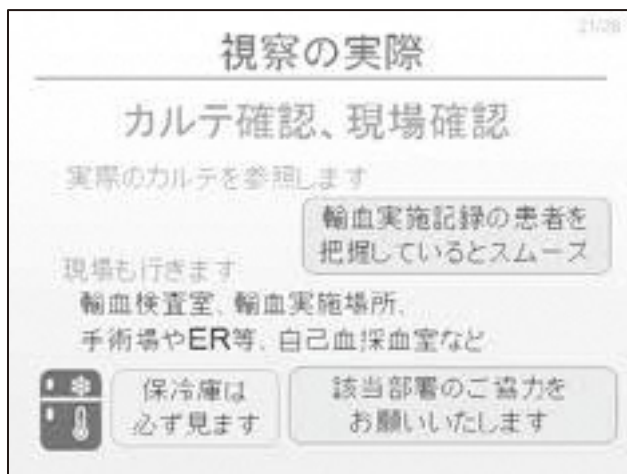 21/28
視察の実際
カルテ確認、現場確認
実際のカルテを参照します
輸血実施記録の患者を
把握しているとスムーズ
現場も行きます
輸血検査室、輸血実施場所、
手術場やER等、自己血採血室など
保冷庫は
必ず見ます
該当部署のご協力を
お願いいたします